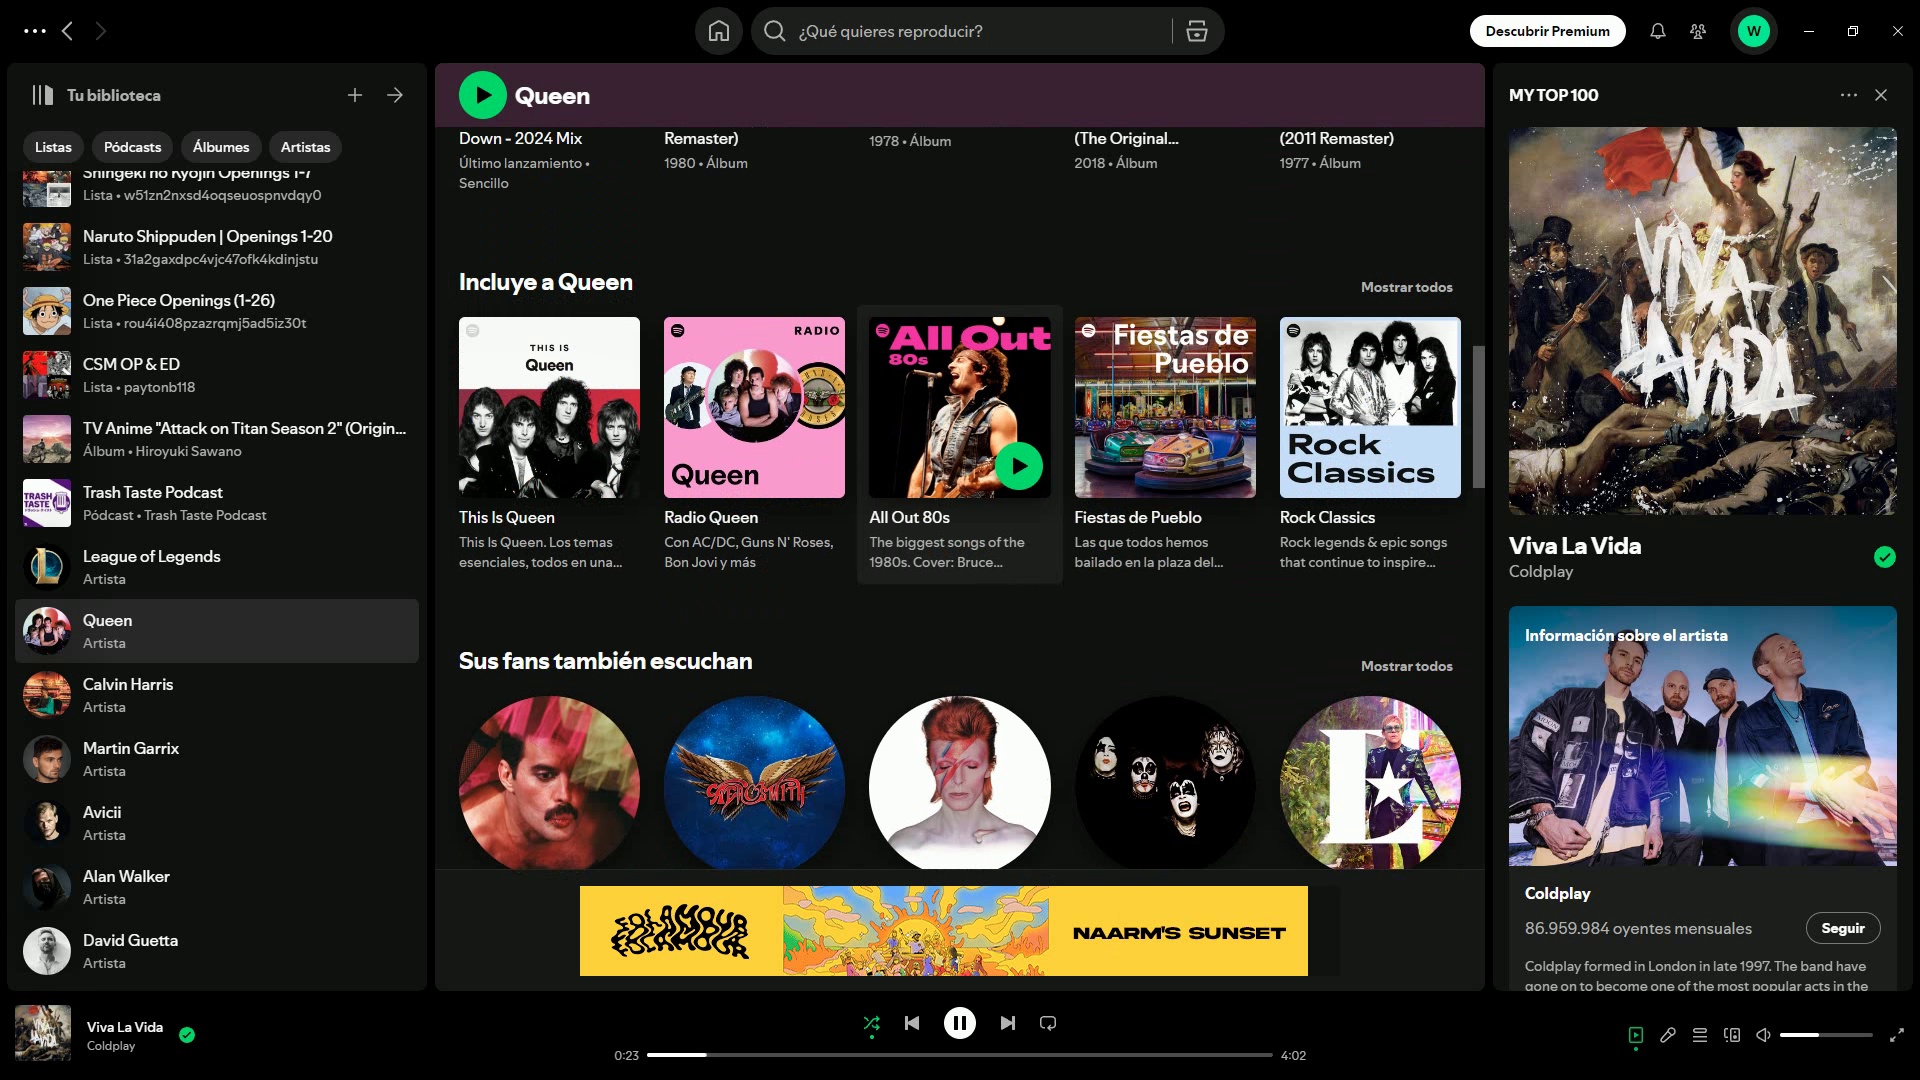 ¿Qué quieres reproducir?
Descubrir Premium
W
Tu biblioteca
Listas
Pódcasts
Álbumes
Artistas
Shingeki no Kyojin Openings 1-7
Lista • w51zn2nxsd4oqseuospnvdqy0
Naruto Shippuden | Openings 1-20
Lista • 31a2gaxdpc4vjc47ofk4kdinjstu
One Piece Openings (1-26)
Lista • rou4i408pzazrqmj5ad5iz30t
CSM OP & ED
Lista • paytonb118
TV Anime "Attack on Titan Season 2" (Origin...
Álbum • Hiroyuki Sawano
TRASH
TASTE
Trash Taste Podcast
Pódcast • Trash Taste Podcast
League of Legends
Artista
Queen
Artista
Calvin Harris
Artista
Martin Garrix
Artista
Avicii
Artista
Alan Walker
Artista
David Guetta
Artista
Queen
Down - 2024 Mix
Último lanzamiento •
Sencillo
Remaster)
1980 • Álbum
1978 • Álbum
(The Original...
2018 • Álbum
(2011 Remaster)
1977 • Álbum
Incluye a Queen
Mostrar todos
THIS IS
Queen
This Is Queen
This Is Queen. Los temas
esenciales, todos en una...
RADIO
Queen
Radio Queen
Con AC/DC, Guns N' Roses,
Bon Jovi y más
All Out
80s
All Out 80s
The biggest songs of the
1980s. Cover: Bruce...
Fiestas de
Pueblo
Fiestas de Pueblo
Las que todos hemos
bailado en la plaza del...
Rock
Classics
Rock Classics
Rock legends & epic songs
that continue to inspire...
Sus fans también escuchan
Mostrar todos
AEROSMITH
E
FOLAMOUR
NAARM'S SUNSET
MY TOP 100
VIVA
LA VIDA
Viva La Vida
Coldplay
Información sobre el artista
Coldplay
86.959.984 oyentes mensuales
Seguir
Coldplay formed in London in late 1997. The band have
gone on to become one of the most popular acts in the
Viva La Vida
Coldplay
0:23
4:02